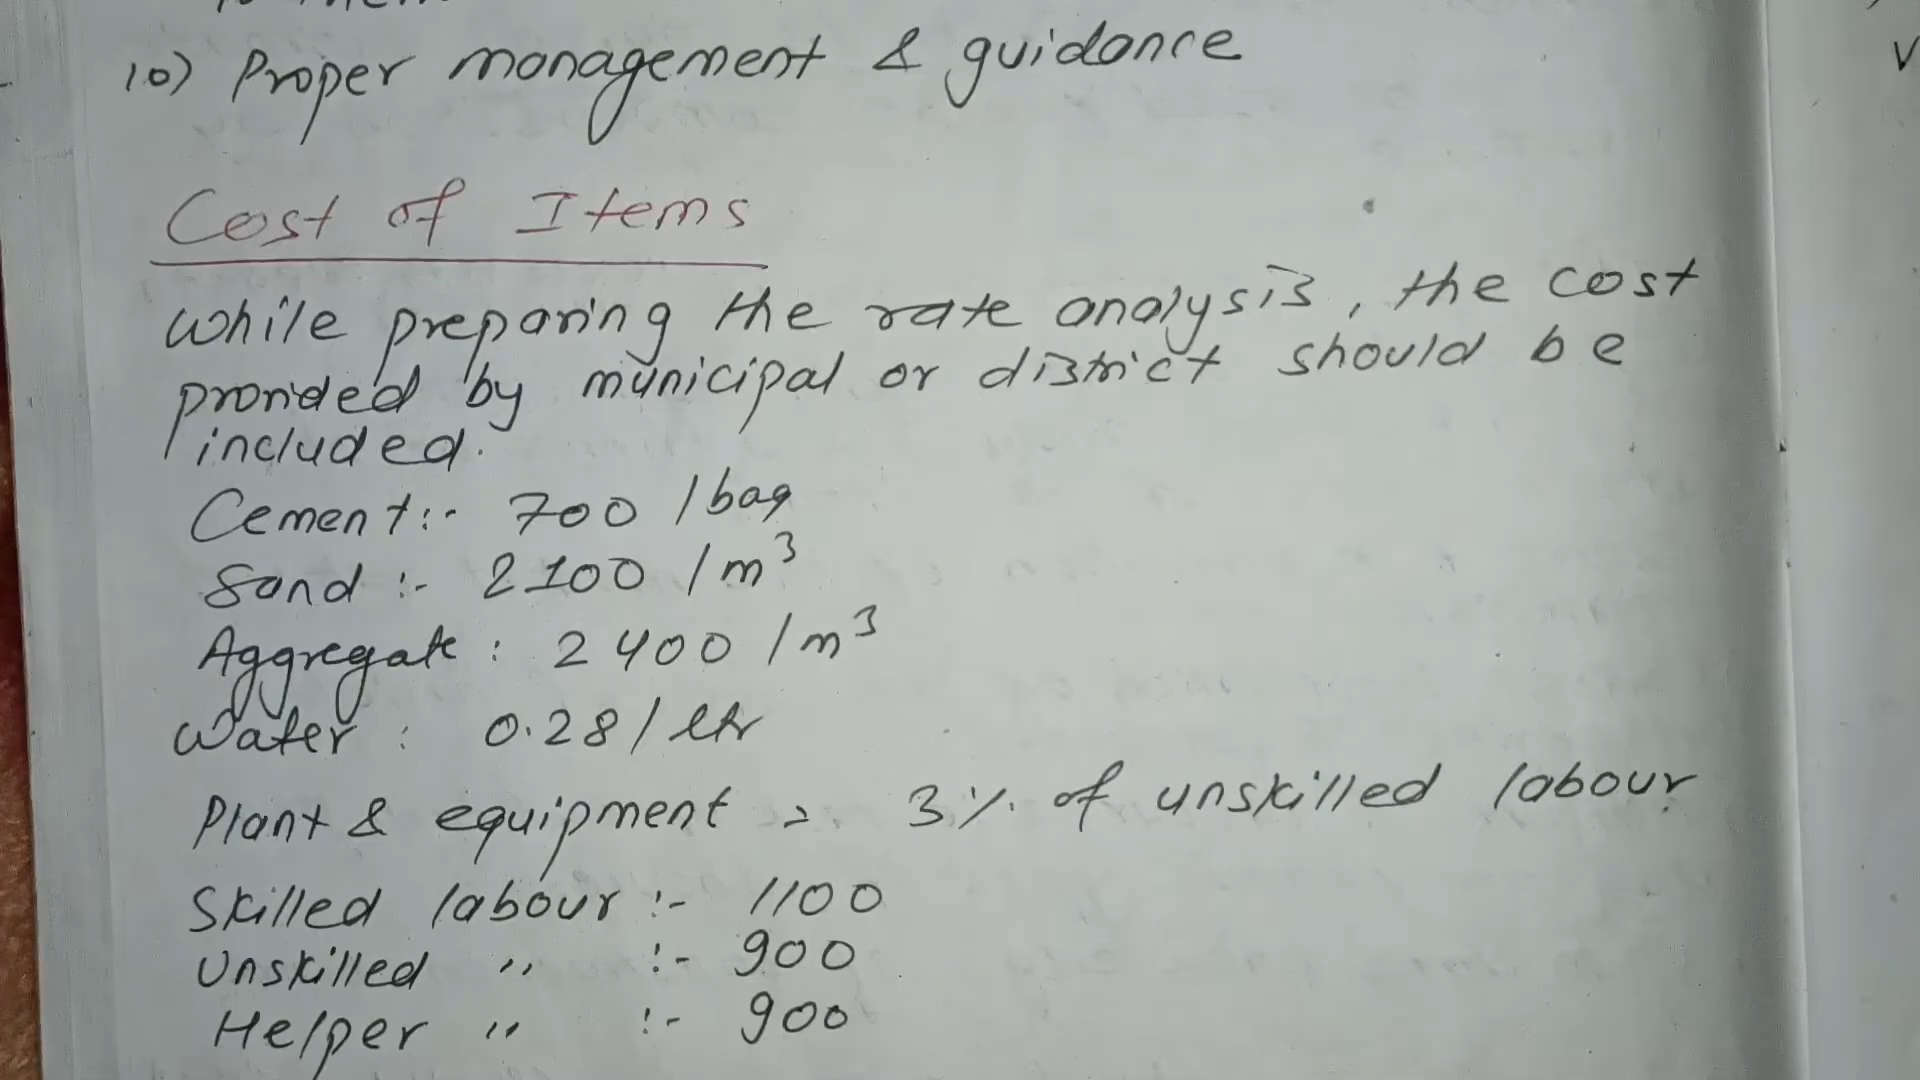 10) Proper management & guidance
Cost of Items
While preparing the rate analysis, the cost
provided by municipal or district should be
included.
Cement:- 700 /bag
Sand :- 2100 /m³
Aggregate : 2400 /m³
Water : 0.28/ltr
Plant & equipment = 3% of unskilled labour
Skilled labour :- 1100
Unskilled " :- 900
Helper " :- 900